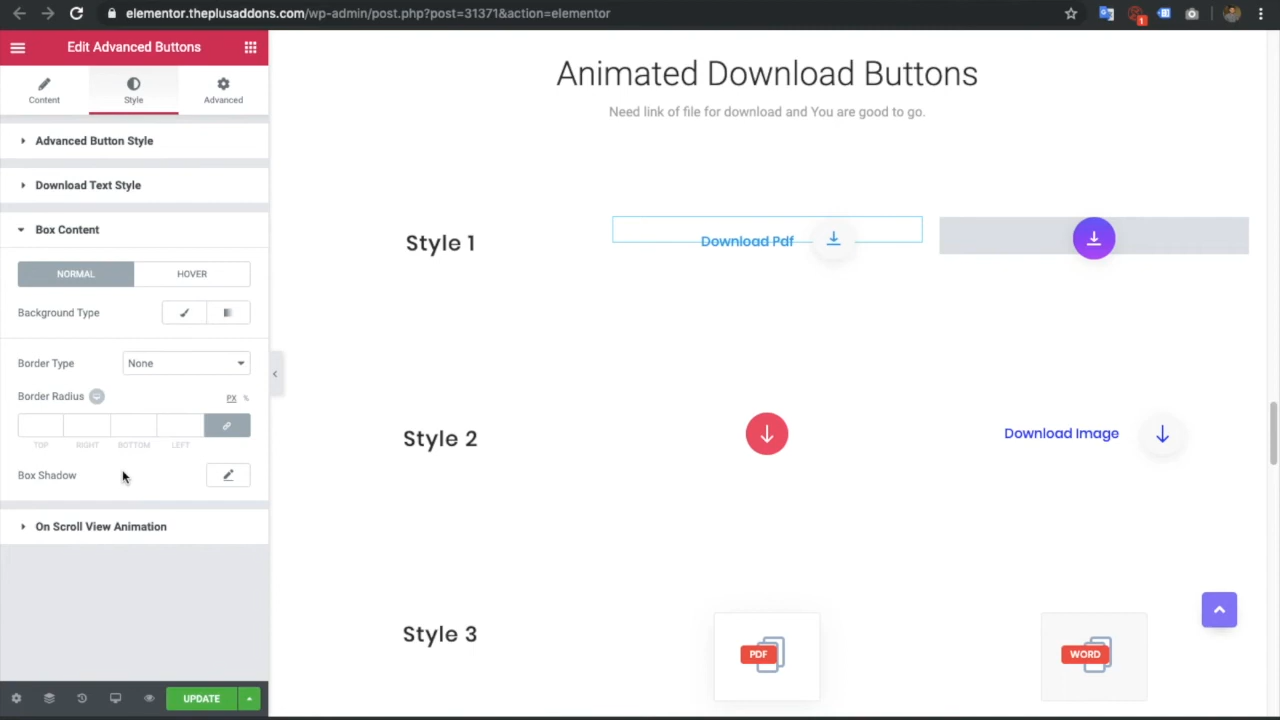 elementor.theplusaddons.com/wp-admin/post.php?post=31371&action=elementor
1
Edit Advanced Buttons
Content
Style
Advanced
Advanced Button Style
Download Text Style
Box Content
NORMAL
HOVER
Background Type
Border Type
None
Border Radius
PX
%
TOP
RIGHT
BOTTOM
LEFT
Box Shadow
On Scroll View Animation
UPDATE
Animated Download Buttons
Need link of file for download and You are good to go.
Style 1
Download Pdf
Style 2
Download Image
Style 3
PDF
WORD